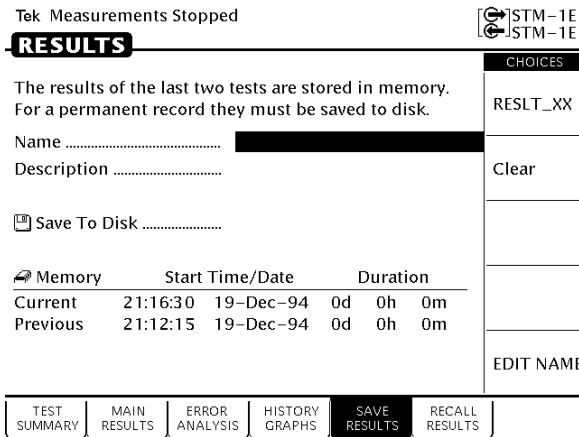 Tek Measurements Stopped
STM-1E
STM-1E
RESULTS
CHOICES
The results of the last two tests are stored in memory.
For a permanent record they must be saved to disk.
RESLT_XX
Name ........................................
Description ............................
Clear
Save To Disk .....................
Memory Start Time/Date Duration
Current 21:16:30 19-Dec-94 0d 0h 0m
Previous 21:12:15 19-Dec-94 0d 0h 0m
EDIT NAME
TEST SUMMARY
MAIN RESULTS
ERROR ANALYSIS
HISTORY GRAPHS
SAVE RESULTS
RECALL RESULTS